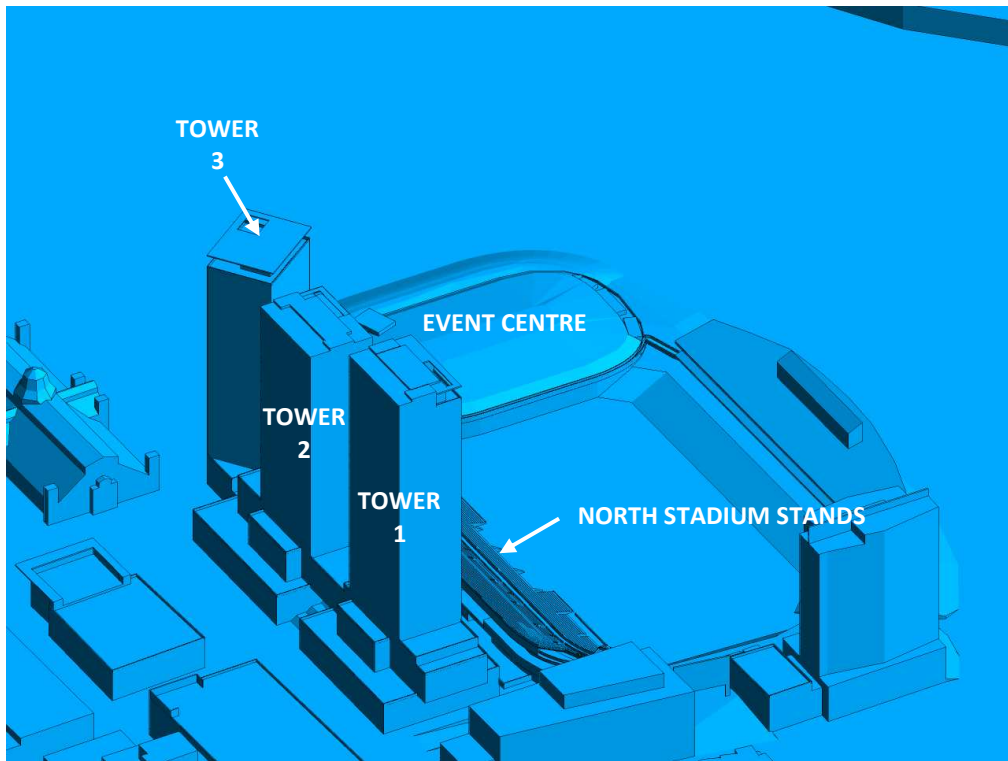 TOWER
3
EVENT CENTRE
TOWER
2
TOWER
1
NORTH STADIUM STANDS